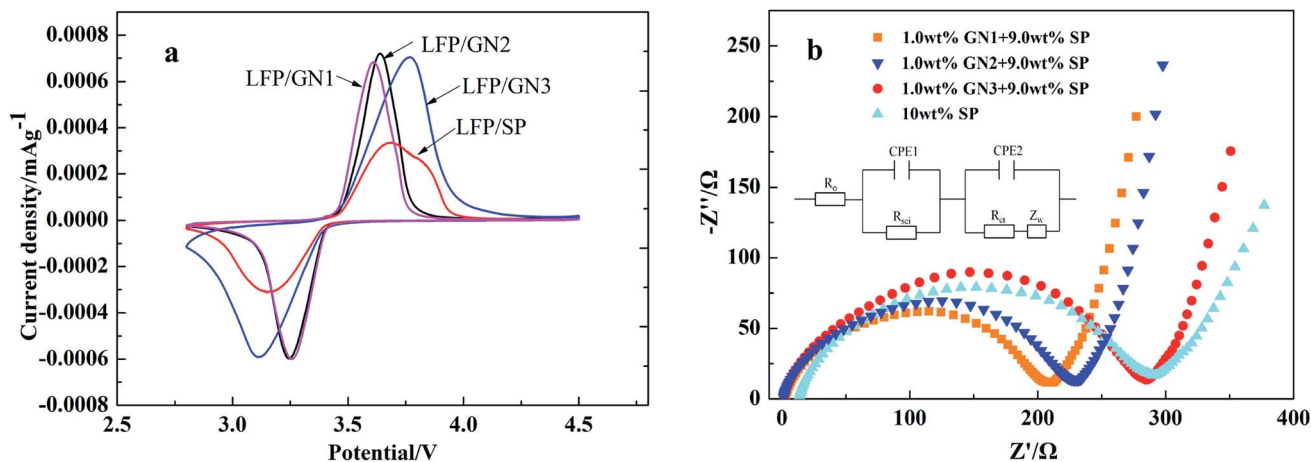 a
LFP/GN2
LFP/GN1
LFP/GN3
LFP/SP
0.0008
0.0006
0.0004
0.0002
0.0000
-0.0002
-0.0004
-0.0006
-0.0008
Current density/mAg-1
2.5
3.0
3.5
4.0
4.5
Potential/V
b
1.0wt% GN1+9.0wt% SP
1.0wt% GN2+9.0wt% SP
1.0wt% GN3+9.0wt% SP
10wt% SP
CPE1
CPE2
Ro
Rsei
Rct
Zw
250
200
150
100
50
0
-Z''/Ω
0
100
200
300
400
Z'/Ω